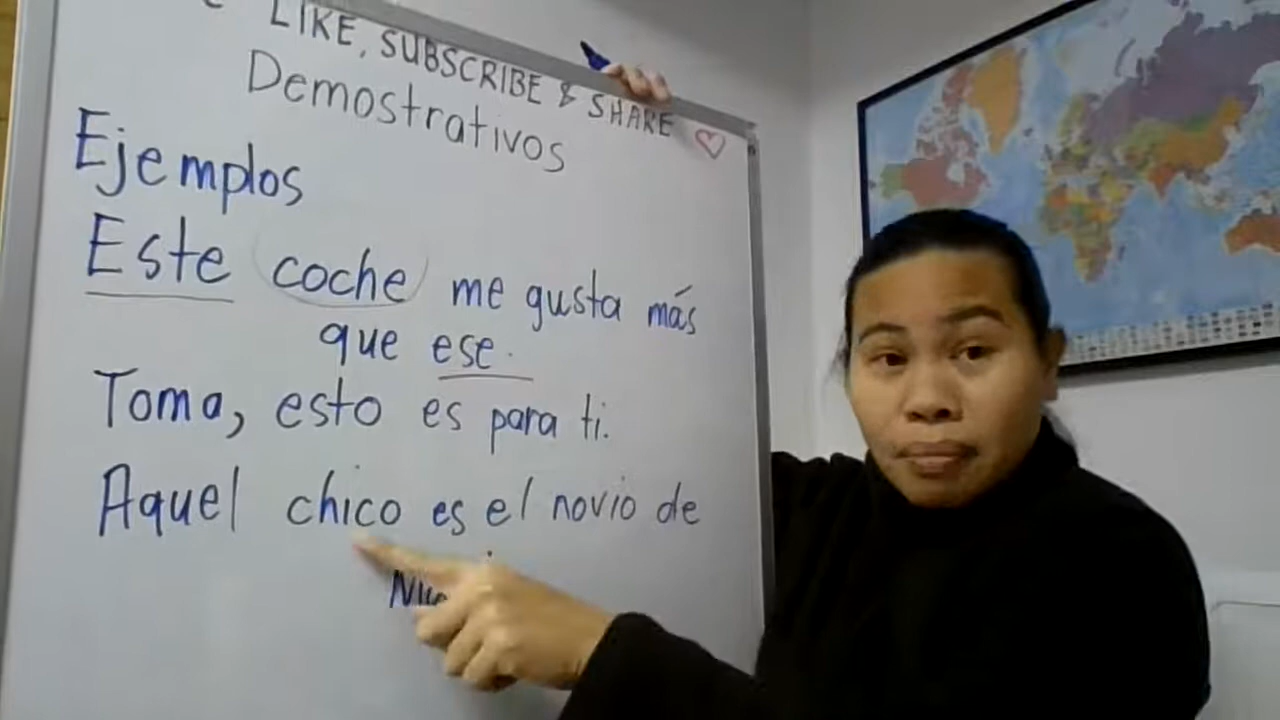 LIKE, SUBSCRIBE & SHARE
Demostrativos
Ejemplos
Este coche me gusta más
que ese.
Toma, esto es para ti.
Aquel chico es el novio de